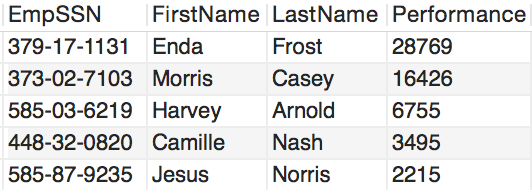 EmpSSN FirstName LastName Performance
379-17-1131 Enda Frost 28769
373-02-7103 Morris Casey 16426
585-03-6219 Harvey Arnold 6755
448-32-0820 Camille Nash 3495
585-87-9235 Jesus Norris 2215